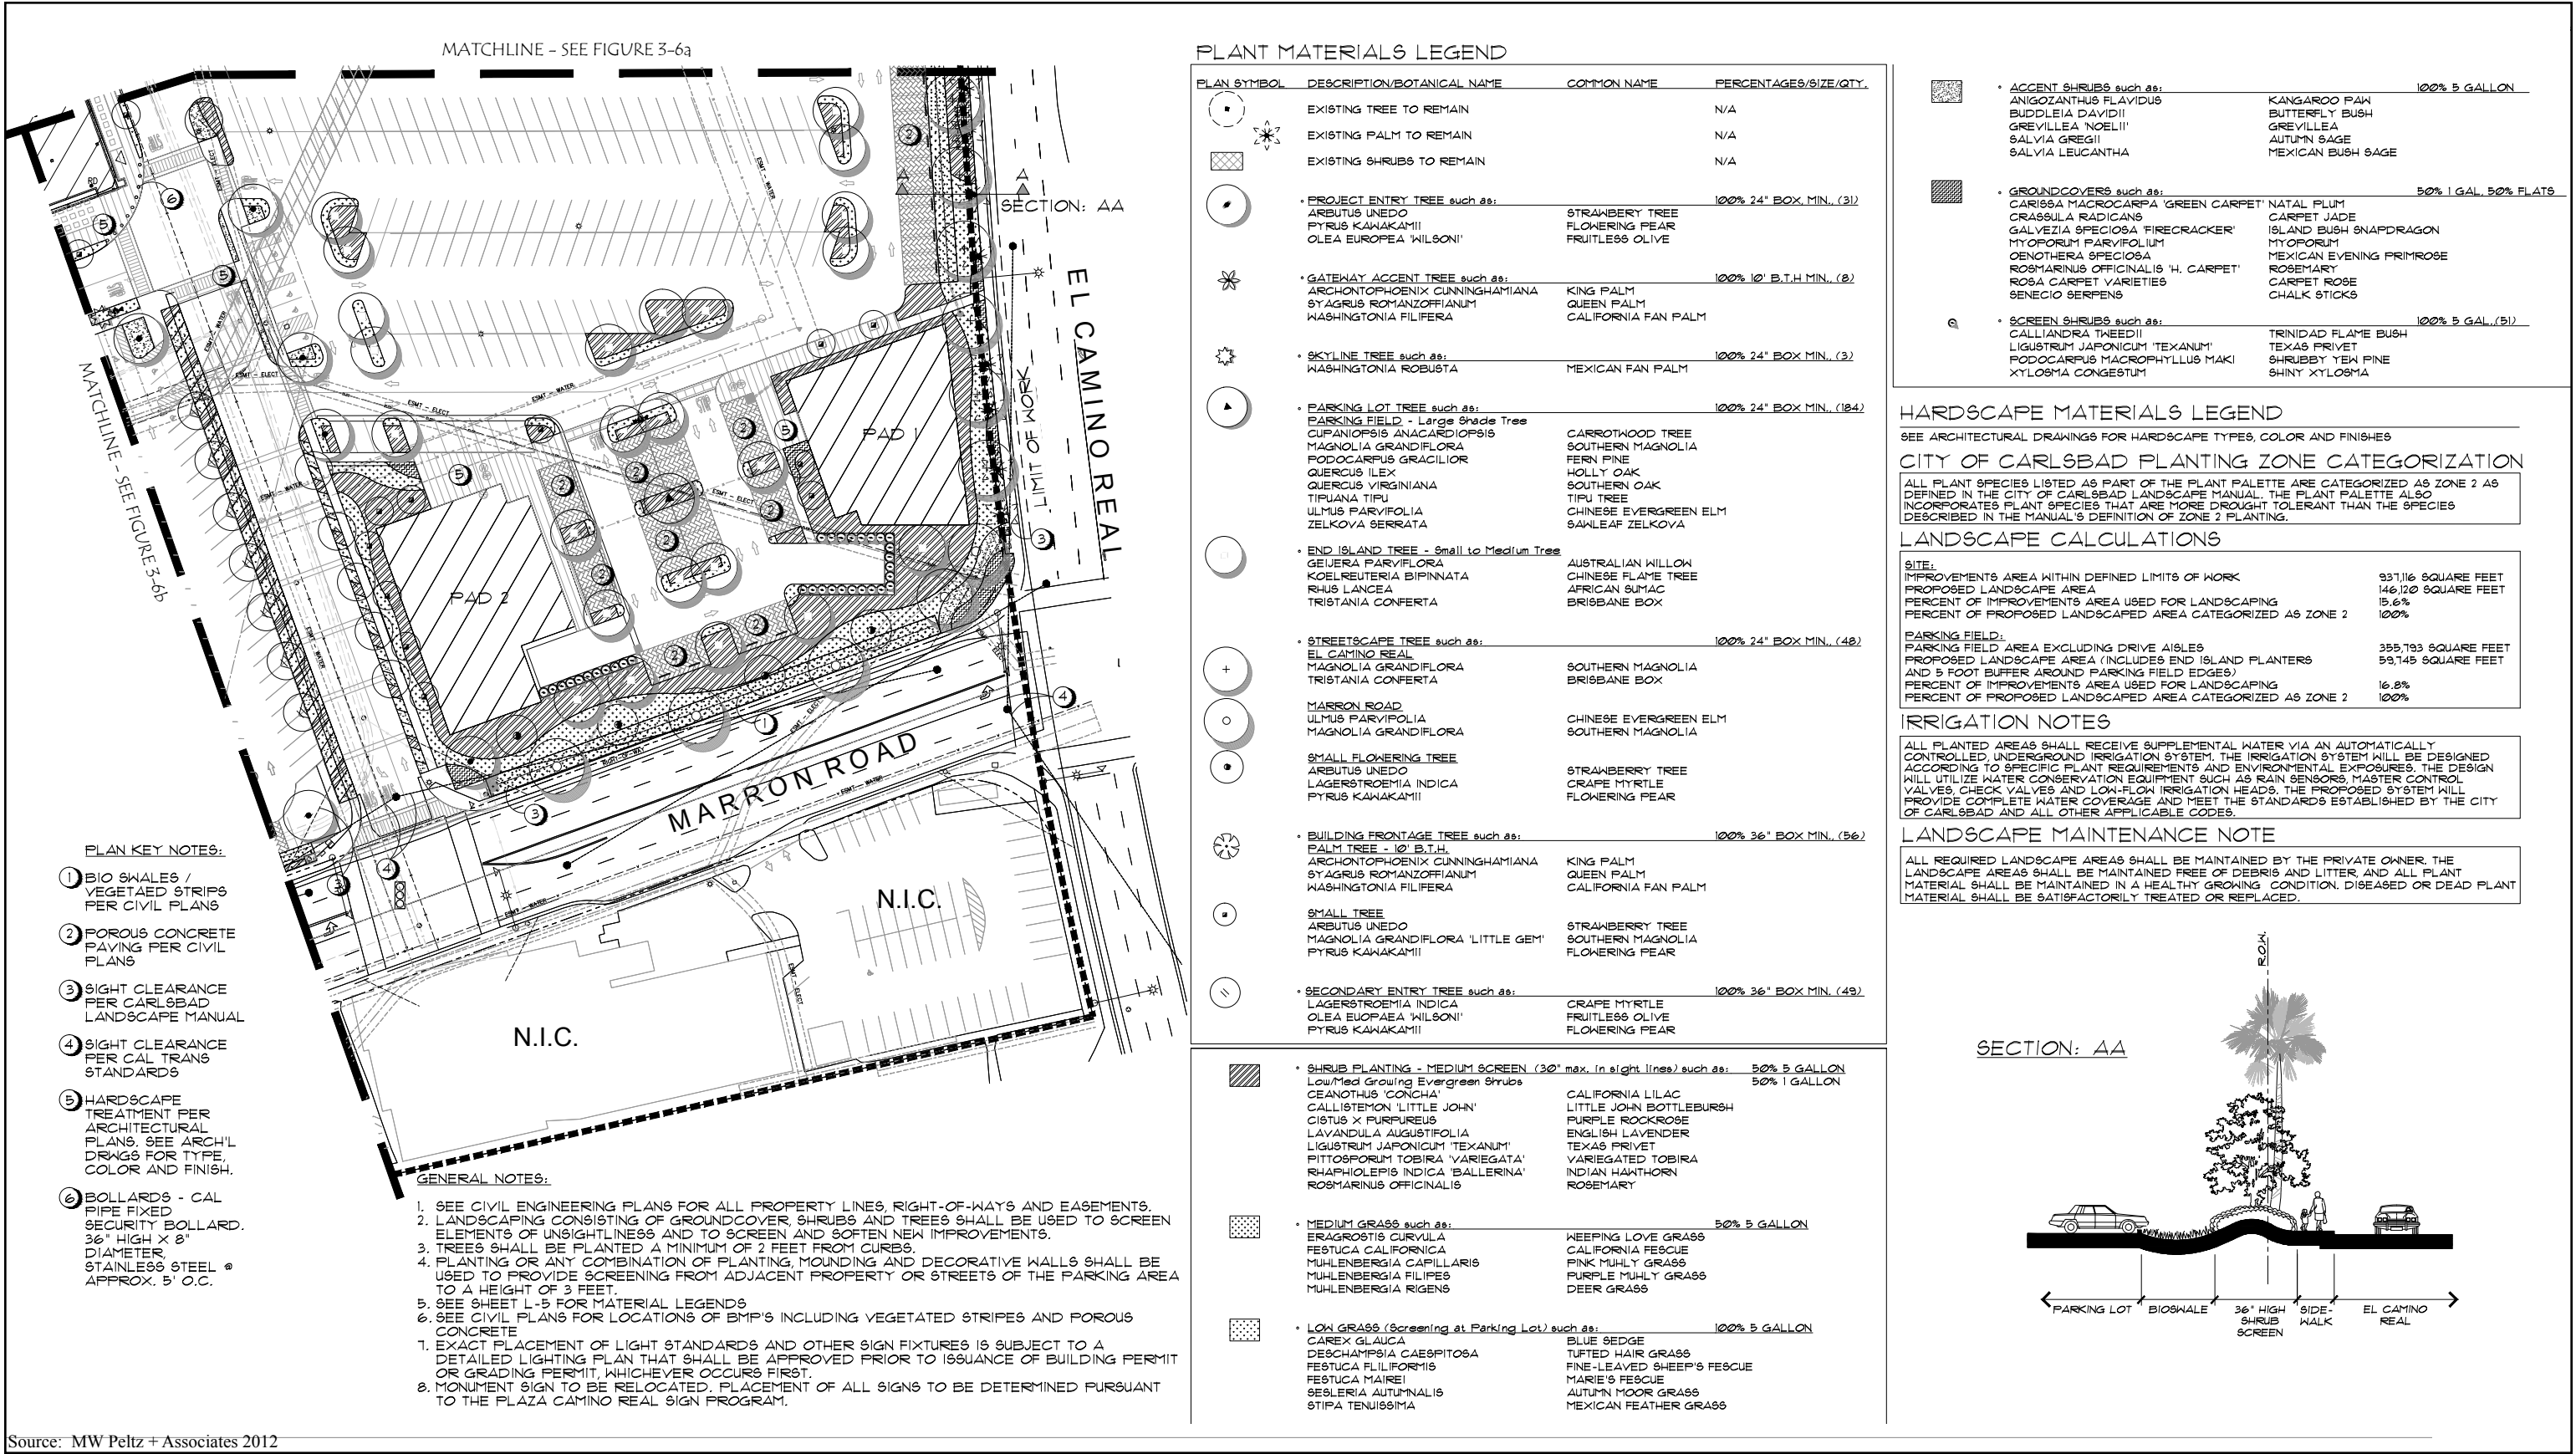 MATCHLINE - SEE FIGURE 3-6a
SECTION: AA
A
A
EL CAMINO REAL
LIMIT OF WORK
MATCHLINE - SEE FIGURE 3-6b
PAD 1
PAD 2
MARRON ROAD
N.I.C.
N.I.C.
RD
ESMT - WATER
ESMT - ELECT
PLAN KEY NOTES:
1 BIO SWALES /
VEGETAED STRIPS
PER CIVIL PLANS
2 POROUS CONCRETE
PAVING PER CIVIL
PLANS
3 SIGHT CLEARANCE
PER CARLSBAD
LANDSCAPE MANUAL
4 SIGHT CLEARANCE
PER CAL TRANS
STANDARDS
5 HARDSCAPE
TREATMENT PER
ARCHITECTURAL
PLANS. SEE ARCH'L
DRWGS FOR TYPE,
COLOR AND FINISH.
6 BOLLARDS - CAL
PIPE FIXED
SECURITY BOLLARD.
36" HIGH X 8"
DIAMETER,
STAINLESS STEEL @
APPROX. 5' O.C.
GENERAL NOTES:
1. SEE CIVIL ENGINEERING PLANS FOR ALL PROPERTY LINES, RIGHT-OF-WAYS AND EASEMENTS.
2. LANDSCAPING CONSISTING OF GROUNDCOVER, SHRUBS AND TREES SHALL BE USED TO SCREEN
ELEMENTS OF UNSIGHTLINESS AND TO SCREEN AND SOFTEN NEW IMPROVEMENTS.
3. TREES SHALL BE PLANTED A MINIMUM OF 2 FEET FROM CURBS.
4. PLANTING OR ANY COMBINATION OF PLANTING, MOUNDING AND DECORATIVE WALLS SHALL BE
USED TO PROVIDE SCREENING FROM ADJACENT PROPERTY OR STREETS OF THE PARKING AREA
TO A HEIGHT OF 3 FEET.
5. SEE SHEET L-5 FOR MATERIAL LEGENDS
6. SEE CIVIL PLANS FOR LOCATIONS OF BMP'S INCLUDING VEGETATED STRIPES AND POROUS
CONCRETE
7. EXACT PLACEMENT OF LIGHT STANDARDS AND OTHER SIGN FIXTURES IS SUBJECT TO A
DETAILED LIGHTING PLAN THAT SHALL BE APPROVED PRIOR TO ISSUANCE OF BUILDING PERMIT
OR GRADING PERMIT, WHICHEVER OCCURS FIRST.
8. MONUMENT SIGN TO BE RELOCATED. PLACEMENT OF ALL SIGNS TO BE DETERMINED PURSUANT
TO THE PLAZA CAMINO REAL SIGN PROGRAM.
Source: MW Peltz + Associates 2012
PLANT MATERIALS LEGEND
PLAN SYMBOL DESCRIPTION/BOTANICAL NAME COMMON NAME PERCENTAGES/SIZE/QTY.
EXISTING TREE TO REMAIN N/A
EXISTING PALM TO REMAIN N/A
EXISTING SHRUBS TO REMAIN N/A
PROJECT ENTRY TREE such as: 100% 24" BOX, MIN., (31)
ARBUTUS UNEDO STRAWBERY TREE
PYRUS KAWAKAMII FLOWERING PEAR
OLEA EUROPEA 'WILSONI' FRUITLESS OLIVE
GATEWAY ACCENT TREE such as: 100% 10' B.T.H MIN., (8)
ARCHONTOPHOENIX CUNNINGHAMIANA KING PALM
SYAGRUS ROMANZOFFIANUM QUEEN PALM
WASHINGTONIA FILIFERA CALIFORNIA FAN PALM
SKYLINE TREE such as: 100% 24" BOX MIN., (3)
WASHINGTONIA ROBUSTA MEXICAN FAN PALM
PARKING LOT TREE such as: 100% 24" BOX MIN., (184)
PARKING FIELD - Large Shade Tree
CUPANIOPSIS ANACARDIOPSIS CARROTWOOD TREE
MAGNOLIA GRANDIFLORA SOUTHERN MAGNOLIA
PODOCARPUS GRACILIOR FERN PINE
QUERCUS ILEX HOLLY OAK
QUERCUS VIRGINIANA SOUTHERN OAK
TIPUANA TIPU TIPU TREE
ULMUS PARVIFOLIA CHINESE EVERGREEN ELM
ZELKOVA SERRATA SAWLEAF ZELKOVA
END ISLAND TREE - Small to Medium Tree
GEIJERA PARVIFLORA AUSTRALIAN WILLOW
KOELREUTERIA BIPINNATA CHINESE FLAME TREE
RHUS LANCEA AFRICAN SUMAC
TRISTANIA CONFERTA BRISBANE BOX
STREETSCAPE TREE such as: 100% 24" BOX MIN., (48)
EL CAMINO REAL
MAGNOLIA GRANDIFLORA SOUTHERN MAGNOLIA
TRISTANIA CONFERTA BRISBANE BOX
MARRON ROAD
ULMUS PARVIPOLIA CHINESE EVERGREEN ELM
MAGNOLIA GRANDIFLORA SOUTHERN MAGNOLIA
SMALL FLOWERING TREE
ARBUTUS UNEDO STRAWBERRY TREE
LAGERSTROEMIA INDICA CRAPE MYRTLE
PYRUS KAWAKAMII FLOWERING PEAR
BUILDING FRONTAGE TREE such as: 100% 36" BOX MIN., (56)
PALM TREE - 10' B.T.H.
ARCHONTOPHOENIX CUNNINGHAMIANA KING PALM
SYAGRUS ROMANZOFFIANUM QUEEN PALM
WASHINGTONIA FILIFERA CALIFORNIA FAN PALM
SMALL TREE
ARBUTUS UNEDO STRAWBERRY TREE
MAGNOLIA GRANDIFLORA 'LITTLE GEM' SOUTHERN MAGNOLIA
PYRUS KAWAKAMII FLOWERING PEAR
SECONDARY ENTRY TREE such as: 100% 36" BOX MIN. (49)
LAGERSTROEMIA INDICA CRAPE MYRTLE
OLEA EUOPAEA 'WILSONI' FRUITLESS OLIVE
PYRUS KAWAKAMII FLOWERING PEAR
SHRUB PLANTING - MEDIUM SCREEN (30" max. in sight lines) such as: 50% 5 GALLON
Low/Med Growing Evergreen Shrubs 50% 1 GALLON
CEANOTHUS 'CONCHA' CALIFORNIA LILAC
CALLISTEMON 'LITTLE JOHN' LITTLE JOHN BOTTLEBURSH
CISTUS X PURPUREUS PURPLE ROCKROSE
LAVANDULA AUGUSTIFOLIA ENGLISH LAVENDER
LIGUSTRUM JAPONICUM 'TEXANUM' TEXAS PRIVET
PITTOSPORUM TOBIRA 'VARIEGATA' VARIEGATED TOBIRA
RHAPHIOLEPIS INDICA 'BALLERINA' INDIAN HAWTHORN
ROSMARINUS OFFICINALIS ROSEMARY
MEDIUM GRASS such as: 50% 5 GALLON
ERAGROSTIS CURVULA WEEPING LOVE GRASS
FESTUCA CALIFORNICA CALIFORNIA FESCUE
MUHLENBERGIA CAPILLARIS PINK MUHLY GRASS
MUHLENBERGIA FILIPES PURPLE MUHLY GRASS
MUHLENBERGIA RIGENS DEER GRASS
LOW GRASS (Screening at Parking Lot) such as: 100% 5 GALLON
CAREX GLAUCA BLUE SEDGE
DESCHAMPSIA CAESPITOSA TUFTED HAIR GRASS
FESTUCA FLILIFORMIS FINE-LEAVED SHEEP'S FESCUE
FESTUCA MAIREI MARIE'S FESCUE
SESLERIA AUTUMNALIS AUTUMN MOOR GRASS
STIPA TENUISSIMA MEXICAN FEATHER GRASS
ACCENT SHRUBS such as: 100% 5 GALLON
ANIGOZANTHUS FLAVIDUS KANGAROO PAW
BUDDLEIA DAVIDII BUTTERFLY BUSH
GREVILLEA 'NOELII' GREVILLEA
SALVIA GREGII AUTUMN SAGE
SALVIA LEUCANTHA MEXICAN BUSH SAGE
GROUNDCOVERS such as: 50% 1 GAL, 50% FLATS
CARISSA MACROCARPA 'GREEN CARPET' NATAL PLUM
CRASSULA RADICANS CARPET JADE
GALVEZIA SPECIOSA 'FIRECRACKER' ISLAND BUSH SNAPDRAGON
MYOPORUM PARVIFOLIUM MYOPORUM
OENOTHERA SPECIOSA MEXICAN EVENING PRIMROSE
ROSMARINUS OFFICINALIS 'H. CARPET' ROSEMARY
ROSA CARPET VARIETIES CARPET ROSE
SENECIO SERPENS CHALK STICKS
SCREEN SHRUBS such as: 100% 5 GAL.,(51)
CALLIANDRA TWEEDII TRINIDAD FLAME BUSH
LIGUSTRUM JAPONICUM 'TEXANUM' TEXAS PRIVET
PODOCARPUS MACROPHYLLUS MAKI SHRUBBY YEW PINE
XYLOSMA CONGESTUM SHINY XYLOSMA
HARDSCAPE MATERIALS LEGEND
SEE ARCHITECTURAL DRAWINGS FOR HARDSCAPE TYPES, COLOR AND FINISHES
CITY OF CARLSBAD PLANTING ZONE CATEGORIZATION
ALL PLANT SPECIES LISTED AS PART OF THE PLANT PALETTE ARE CATEGORIZED AS ZONE 2 AS
DEFINED IN THE CITY OF CARLSBAD LANDSCAPE MANUAL. THE PLANT PALETTE ALSO
INCORPORATES PLANT SPECIES THAT ARE MORE DROUGHT TOLERANT THAN THE SPECIES
DESCRIBED IN THE MANUAL'S DEFINITION OF ZONE 2 PLANTING.
LANDSCAPE CALCULATIONS
SITE:
IMPROVEMENTS AREA WITHIN DEFINED LIMITS OF WORK 937,116 SQUARE FEET
PROPOSED LANDSCAPE AREA 146,120 SQUARE FEET
PERCENT OF IMPROVEMENTS AREA USED FOR LANDSCAPING 15.6%
PERCENT OF PROPOSED LANDSCAPED AREA CATEGORIZED AS ZONE 2 100%
PARKING FIELD:
PARKING FIELD AREA EXCLUDING DRIVE AISLES 355,793 SQUARE FEET
PROPOSED LANDSCAPE AREA (INCLUDES END ISLAND PLANTERS 59,745 SQUARE FEET
AND 5 FOOT BUFFER AROUND PARKING FIELD EDGES)
PERCENT OF IMPROVEMENTS AREA USED FOR LANDSCAPING 16.8%
PERCENT OF PROPOSED LANDSCAPED AREA CATEGORIZED AS ZONE 2 100%
IRRIGATION NOTES
ALL PLANTED AREAS SHALL RECEIVE SUPPLEMENTAL WATER VIA AN AUTOMATICALLY
CONTROLLED, UNDERGROUND IRRIGATION SYSTEM. THE IRRIGATION SYSTEM WILL BE DESIGNED
ACCORDING TO SPECIFIC PLANT REQUIREMENTS AND ENVIRONMENTAL EXPOSURES. THE DESIGN
WILL UTILIZE WATER CONSERVATION EQUIPMENT SUCH AS RAIN SENSORS, MASTER CONTROL
VALVES, CHECK VALVES AND LOW-FLOW IRRIGATION HEADS. THE PROPOSED SYSTEM WILL
PROVIDE COMPLETE WATER COVERAGE AND MEET THE STANDARDS ESTABLISHED BY THE CITY
OF CARLSBAD AND ALL OTHER APPLICABLE CODES.
LANDSCAPE MAINTENANCE NOTE
ALL REQUIRED LANDSCAPE AREAS SHALL BE MAINTAINED BY THE PRIVATE OWNER. THE
LANDSCAPE AREAS SHALL BE MAINTAINED FREE OF DEBRIS AND LITTER, AND ALL PLANT
MATERIAL SHALL BE MAINTAINED IN A HEALTHY GROWING CONDITION. DISEASED OR DEAD PLANT
MATERIAL SHALL BE SATISFACTORILY TREATED OR REPLACED.
R.O.W.
SECTION: AA
PARKING LOT BIOSWALE 36" HIGH SIDE- EL CAMINO
SHRUB WALK REAL
SCREEN